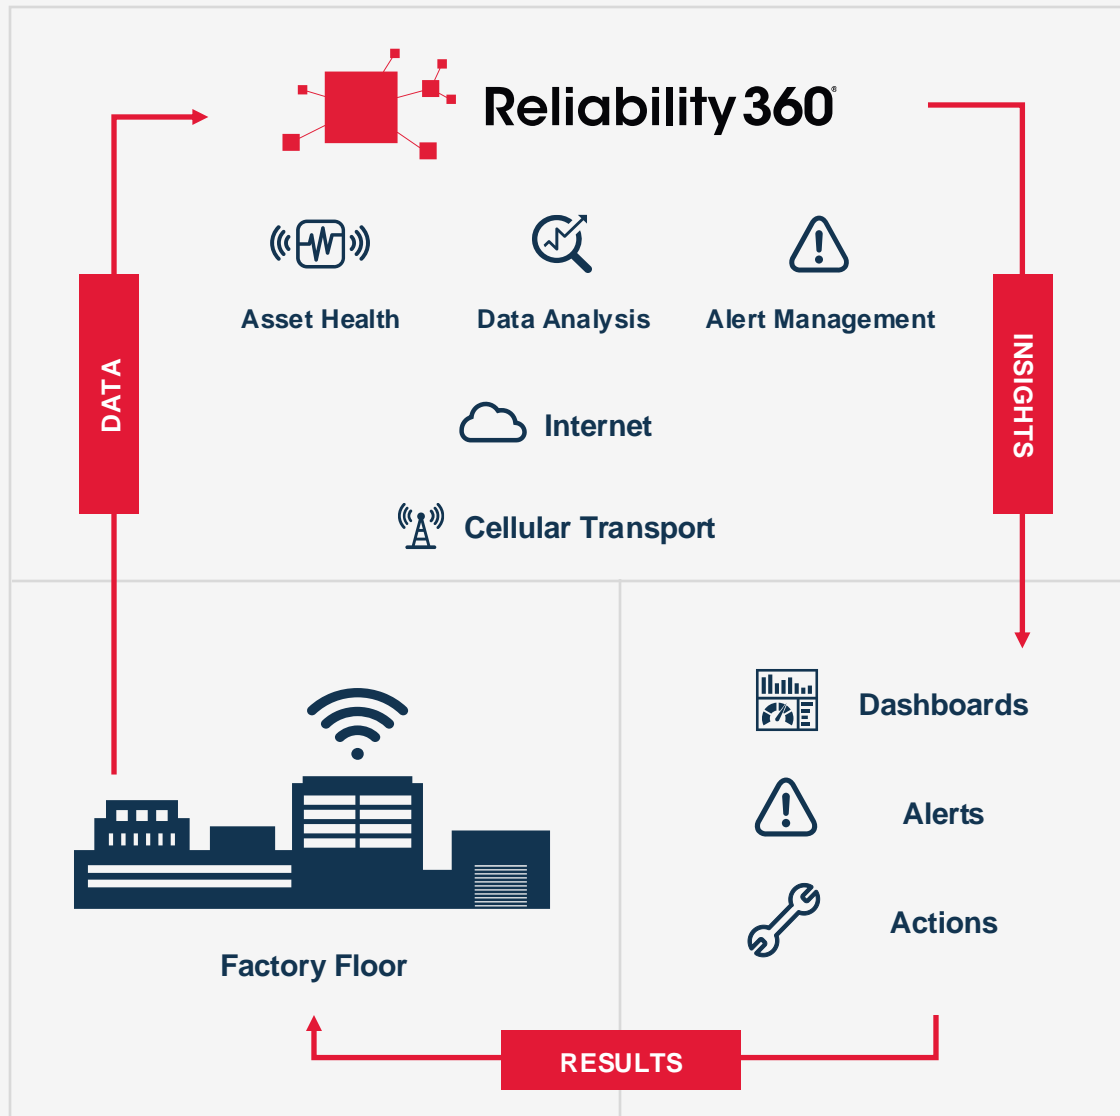 Reliability 360®
Asset Health
Data Analysis
Alert Management
DATA
INSIGHTS
Internet
Cellular Transport
Dashboards
Alerts
Actions
Factory Floor
RESULTS